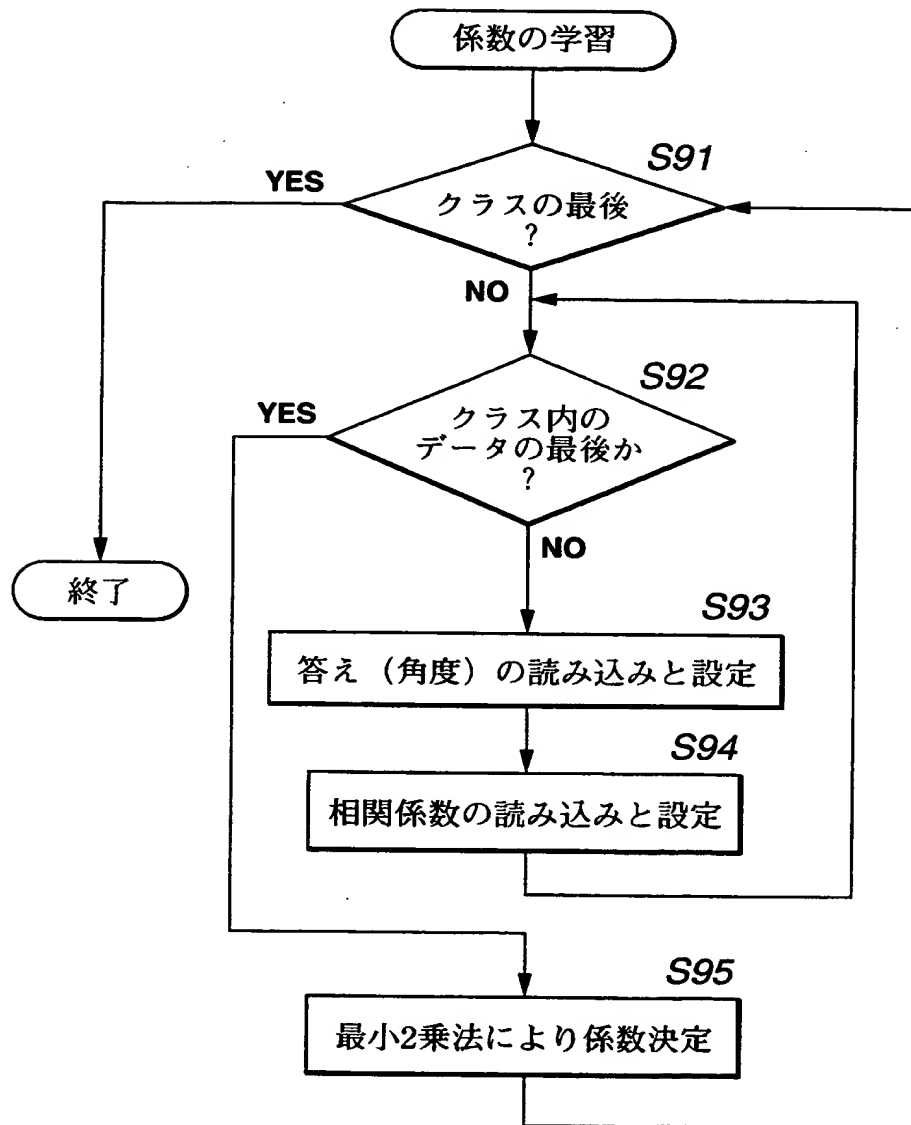 係数の学習
S91
YES
クラスの最後
?
NO
S92
YES
クラス内の
データの最後か
?
NO
終了
S93
答え（角度）の読み込みと設定
S94
相関係数の読み込みと設定
S95
最小2乗法により係数決定